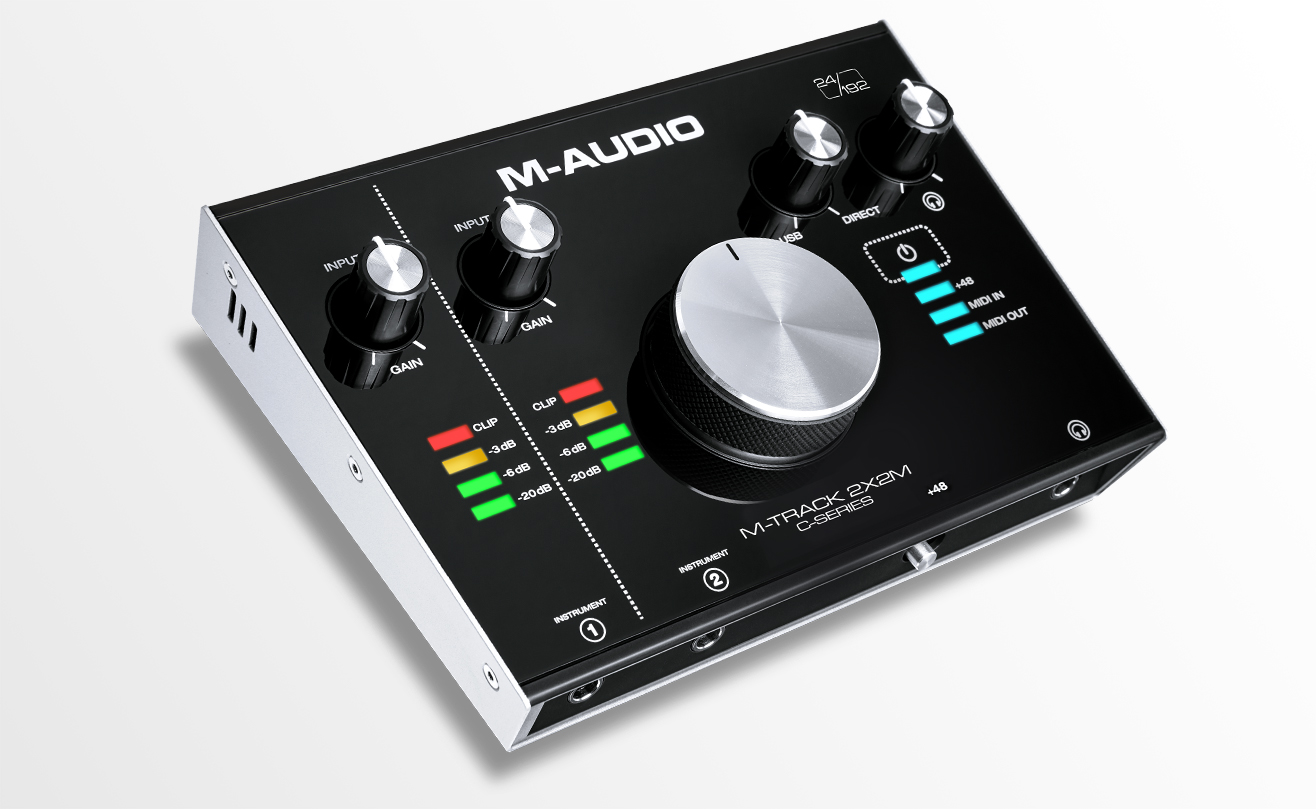 24/192
M-AUDIO
INPUT
INPUT
USB
DIRECT
GAIN
GAIN
+48
MIDI IN
MIDI OUT
CLIP
-3dB
-6dB
-20dB
CLIP
-3dB
-6dB
-20dB
M-TRACK 2X2M
C-SERIES
+48
INSTRUMENT
2
INSTRUMENT
1